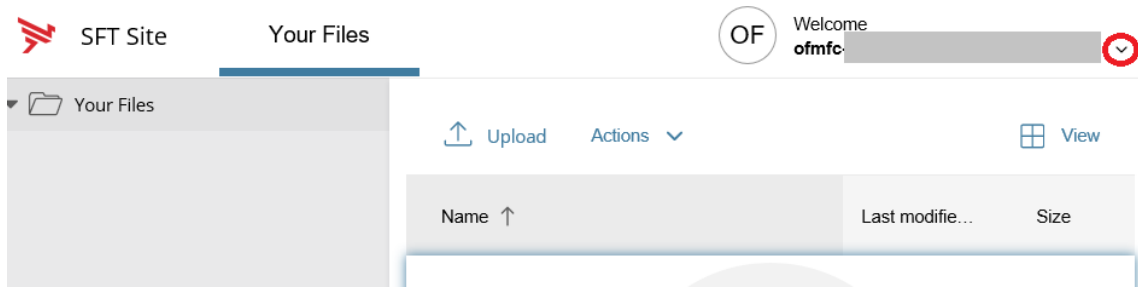 SFT Site
Your Files
OF
Welcome
ofmfc-
Your Files
Upload
Actions
View
Name
Last modifie...
Size